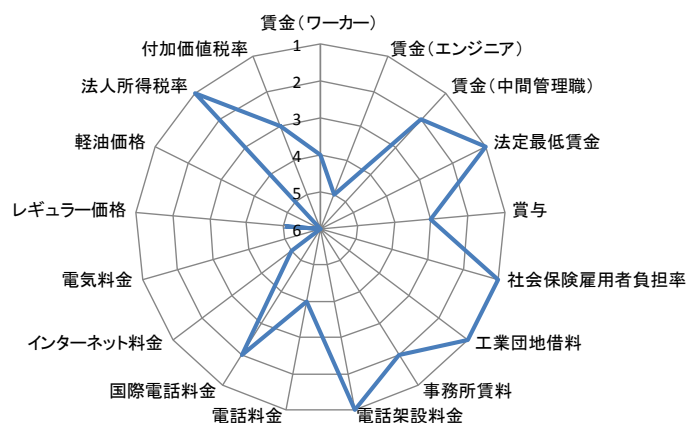 賃金(ワーカー)
賃金(エンジニア)
賃金(中間管理職)
法定最低賃金
賞与
社会保険雇用者負担率
工業団地借料
事務所賃料
電話架設料金
電話料金
国際電話料金
インターネット料金
電気料金
レギュラー価格
軽油価格
法人所得税率
付加価値税率
1
2
3
4
5
6